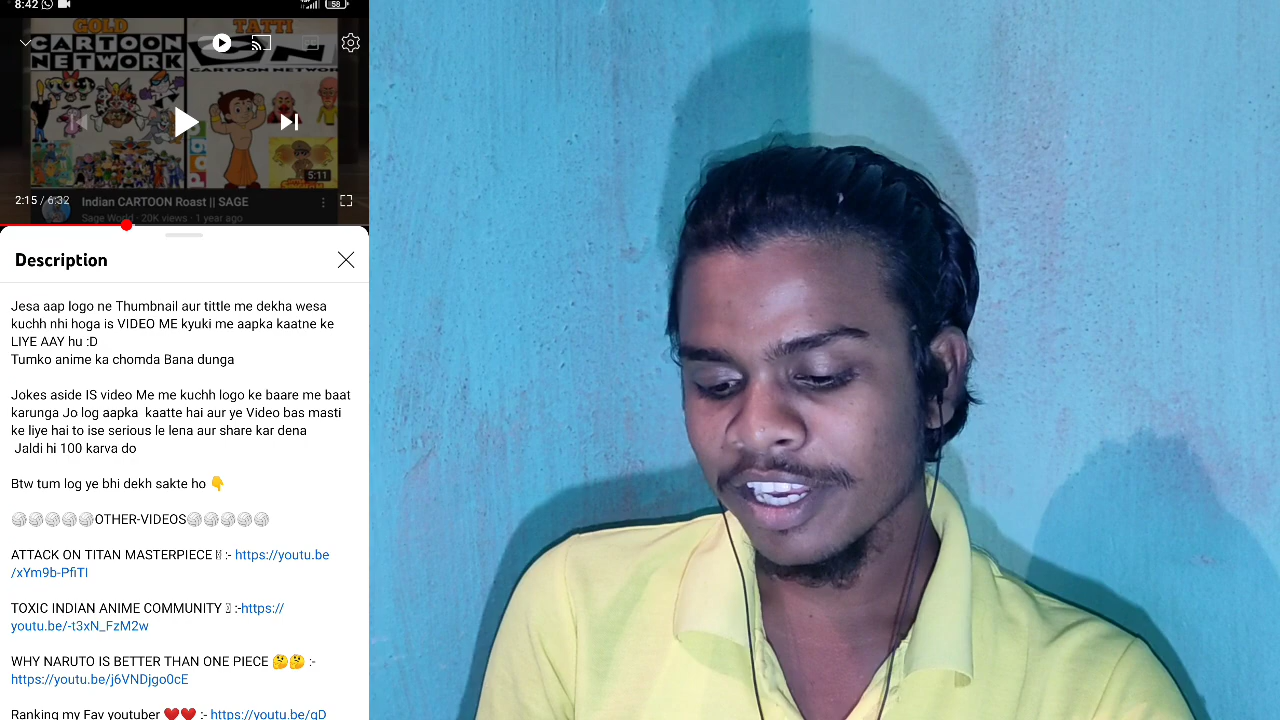 8:42
58
GOLD
TATTI
CARTOON
NETWORK
CN
CARTOON NETWORK
5:11
2:15 / 6:32
Indian CARTOON Roast || SAGE
Sage World · 20K views · 1 year ago
Description
Jesa aap logo ne Thumbnail aur tittle me dekha wesa
kuchh nhi hoga is VIDEO ME kyuki me aapka kaatne ke
LIYE AAY hu :D
Tumko anime ka chomda Bana dunga
Jokes aside IS video Me me kuchh logo ke baare me baat
karunga Jo log aapka kaatte hai aur ye Video bas masti
ke liye hai to ise serious le lena aur share kar dena
Jaldi hi 100 karva do
Btw tum log ye bhi dekh sakte ho 👇
OTHER-VIDEOS
ATTACK ON TITAN MASTERPIECE :- https://youtu.be
/xYm9b-PfiTI
TOXIC INDIAN ANIME COMMUNITY :-https://
youtu.be/-t3xN_FzM2w
WHY NARUTO IS BETTER THAN ONE PIECE 🤔🤔 :-
https://youtu.be/j6VNDjgo0cE
Ranking my Fav youtuber ❤️❤️ :- https://youtu.be/gD